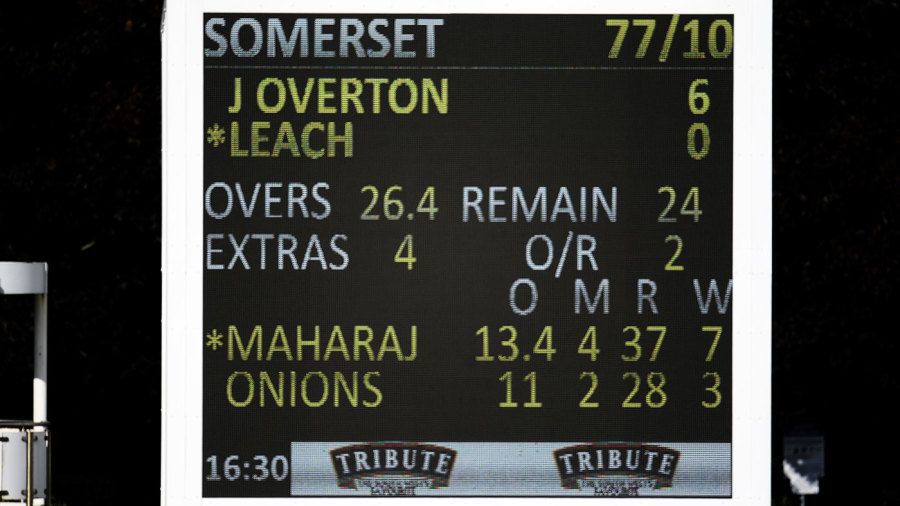 SOMERSET 77/10
J OVERTON 6
*LEACH 0
OVERS 26.4 REMAIN 24
EXTRAS 4 O/R 2
O M R W
*MAHARAJ 13.4 4 37 7
ONIONS 11 2 28 3
16:30 TRIBUTE TRIBUTE